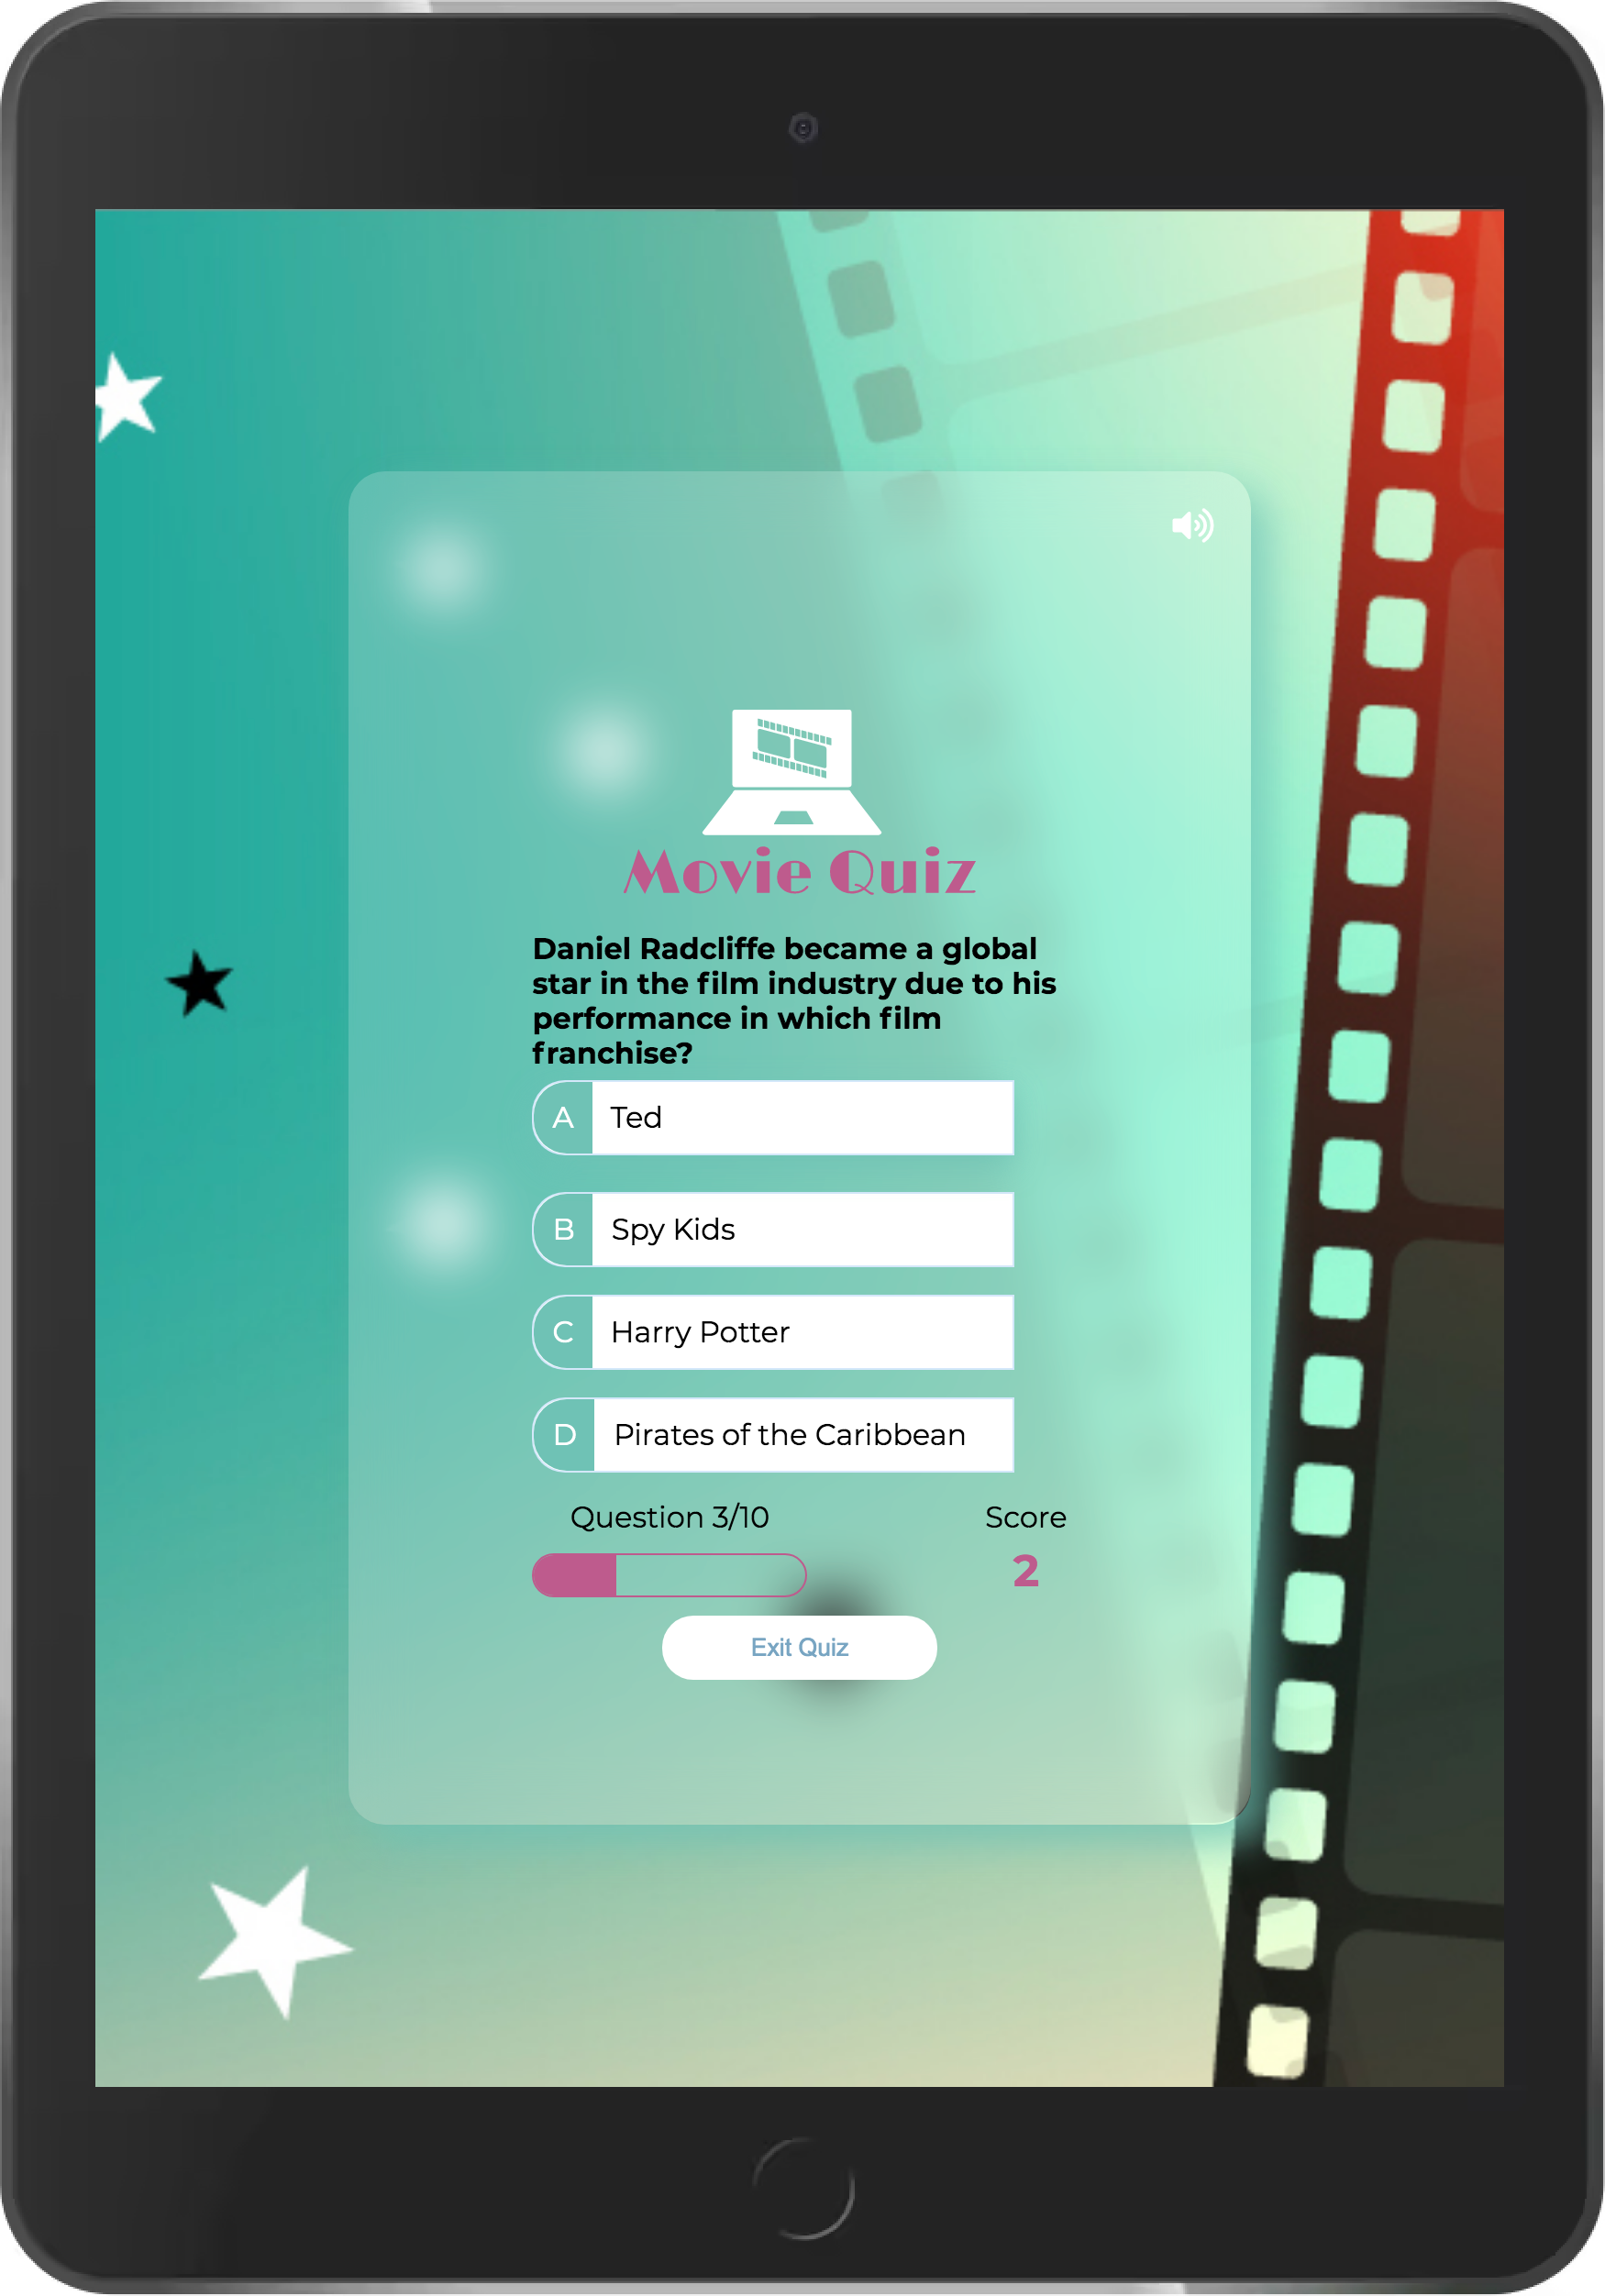 Movie Quiz
Daniel Radcliffe became a global
star in the film industry due to his
performance in which film
franchise?
A Ted
B Spy Kids
C Harry Potter
D Pirates of the Caribbean
Question 3/10 Score
2
Exit Quiz